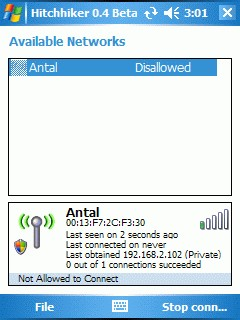 Hitchhiker 0.4 Beta 3:01
Available Networks
Antal Disallowed
Antal
00:13:F7:2C:F3:30
Last seen on 2 seconds ago
Last connected on never
Last obtained 192.168.2.102 (Private)
0 out of 1 connections succeeded
Not Allowed to Connect
File Stop conn...